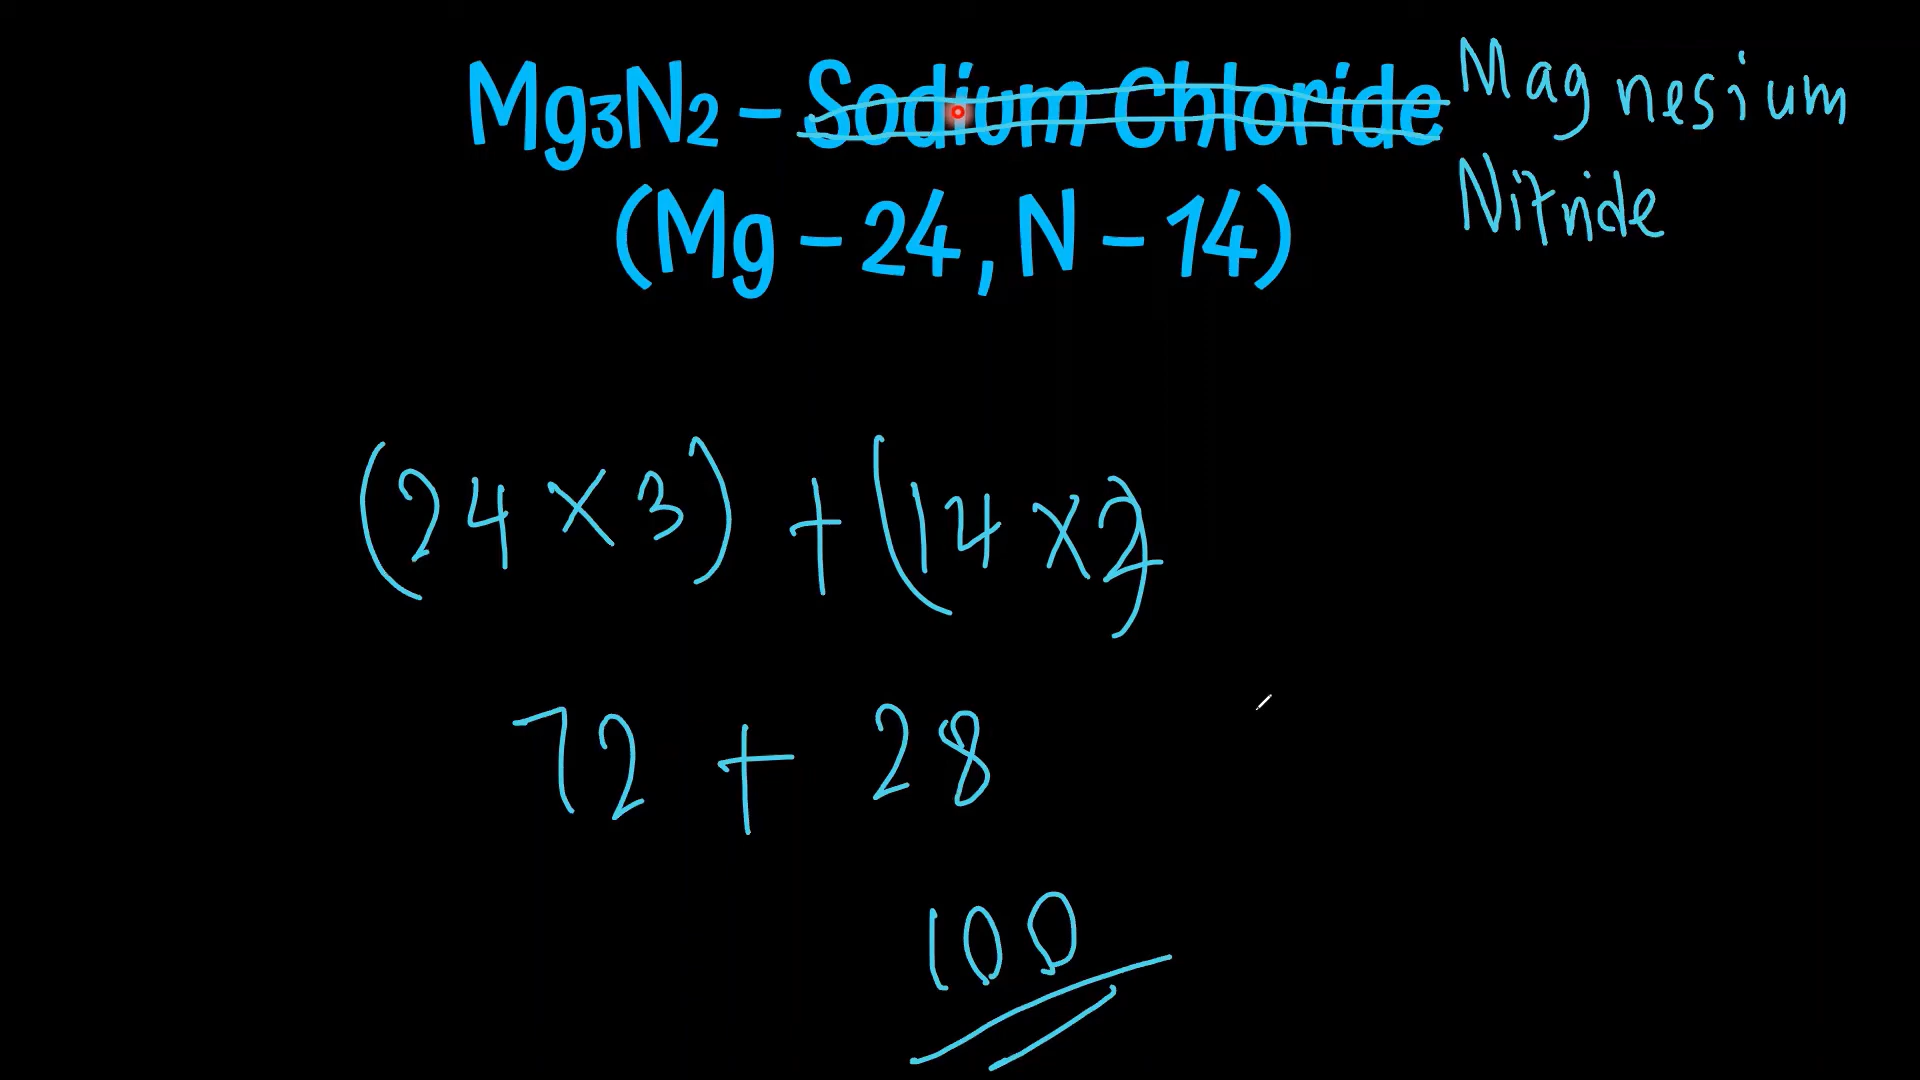 Mg3N2 - Sodium Chloride Magnesium
Nitride
(Mg - 24, N - 14)
(24 x 3) + (14 x 2)
72 + 28
100